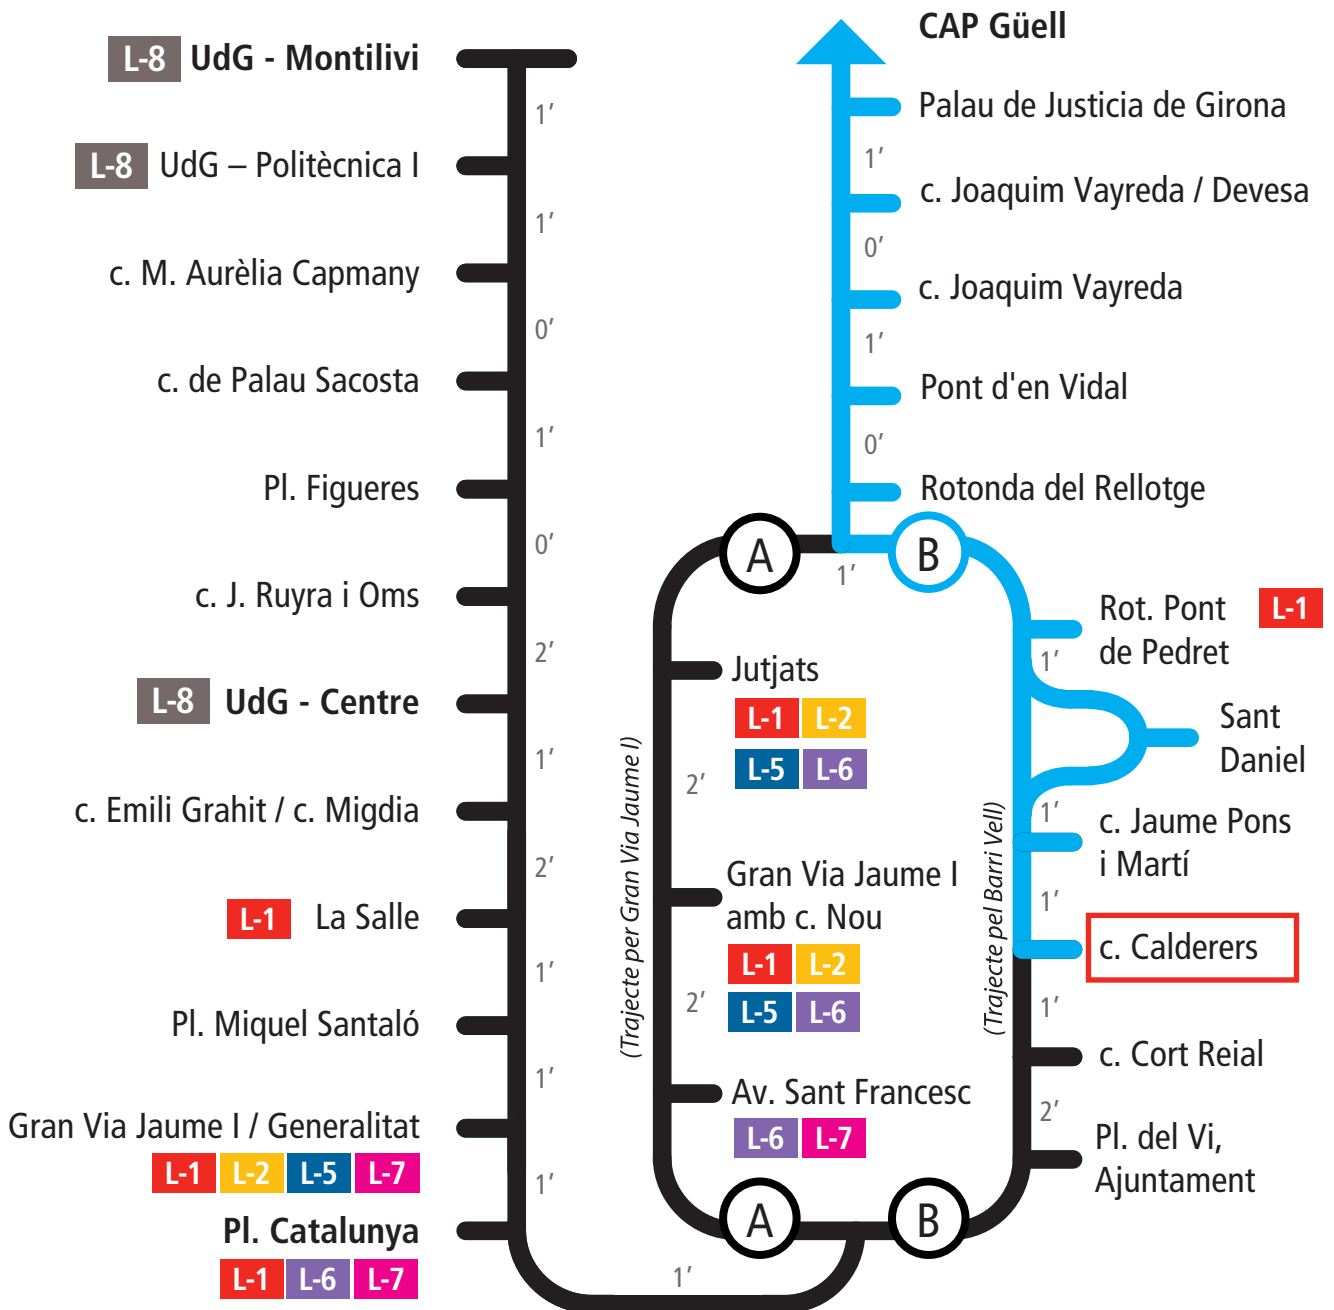 L-8 UdG - Montilivi
1′
L-8 UdG – Politècnica I
1′
c. M. Aurèlia Capmany
0′
c. de Palau Sacosta
1′
Pl. Figueres
0′
c. J. Ruyra i Oms
2′
L-8 UdG - Centre
1′
c. Emili Grahit / c. Migdia
2′
L-1 La Salle
1′
Pl. Miquel Santaló
1′
Gran Via Jaume I / Generalitat
L-1 L-2 L-5 L-7
1′
Pl. Catalunya
L-1 L-6 L-7
1′
A
(Trajecte per Gran Via Jaume I)
Jutjats
L-1 L-2
L-5 L-6
2′
Gran Via Jaume I
amb c. Nou
L-1 L-2
L-5 L-6
2′
Av. Sant Francesc
L-6 L-7
A
CAP Güell
Palau de Justicia de Girona
1′
c. Joaquim Vayreda / Devesa
0′
c. Joaquim Vayreda
1′
Pont d'en Vidal
0′
Rotonda del Rellotge
1′
B
(Trajecte pel Barri Vell)
Rot. Pont L-1
de Pedret
1′
Sant
Daniel
1′
c. Jaume Pons
i Martí
1′
c. Calderers
1′
c. Cort Reial
2′
Pl. del Vi,
Ajuntament
B